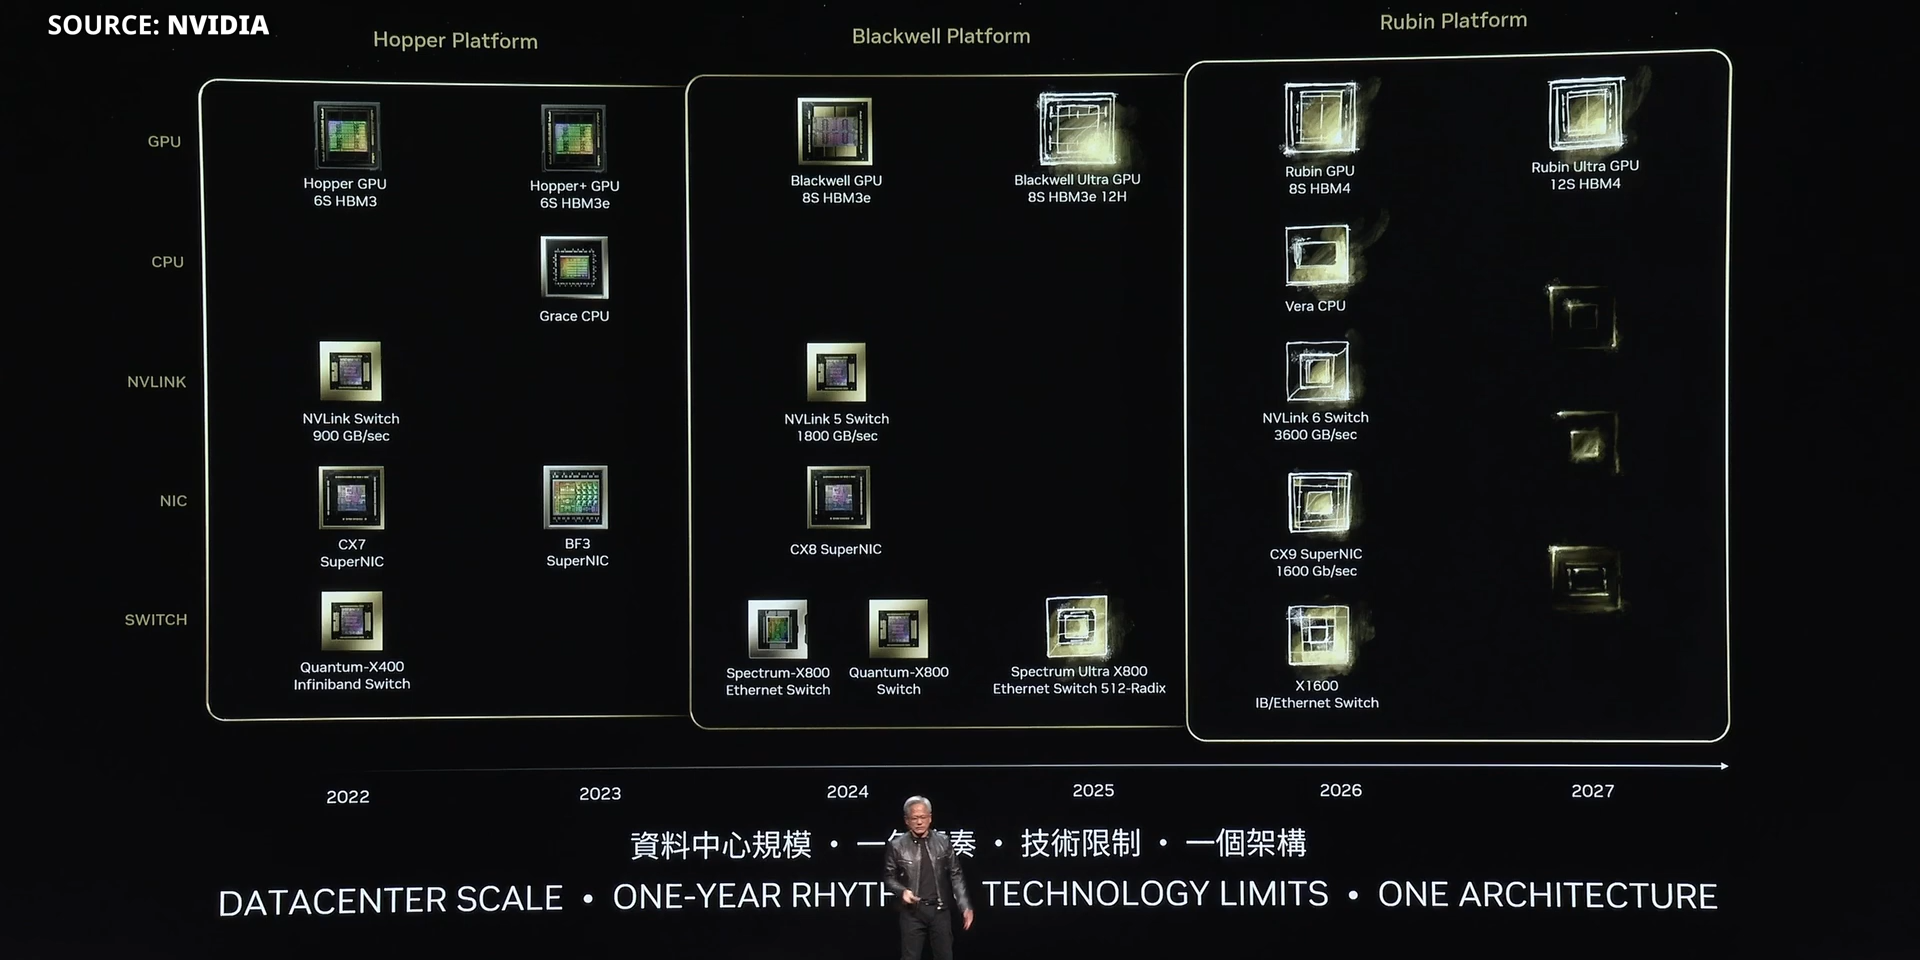 SOURCE: NVIDIA
Hopper Platform
Blackwell Platform
Rubin Platform
GPU
Hopper GPU
6S HBM3
Hopper+ GPU
6S HBM3e
Blackwell GPU
8S HBM3e
Blackwell Ultra GPU
8S HBM3e 12H
Rubin GPU
8S HBM4
Rubin Ultra GPU
12S HBM4
CPU
Grace CPU
Vera CPU
NVLINK
NVLink Switch
900 GB/sec
NVLink 5 Switch
1800 GB/sec
NVLink 6 Switch
3600 GB/sec
NIC
CX7
SuperNIC
BF3
SuperNIC
CX8 SuperNIC
CX9 SuperNIC
1600 Gb/sec
SWITCH
Quantum-X400
Infiniband Switch
Spectrum-X800
Ethernet Switch
Quantum-X800
Switch
Spectrum Ultra X800
Ethernet Switch 512-Radix
X1600
IB/Ethernet Switch
2022
2023
2024
2025
2026
2027
資料中心規模 • 一 奏 • 技術限制 • 一個架構
DATACENTER SCALE • ONE-YEAR TECHNOLOGY LIMITS • ONE ARCHITECTURE